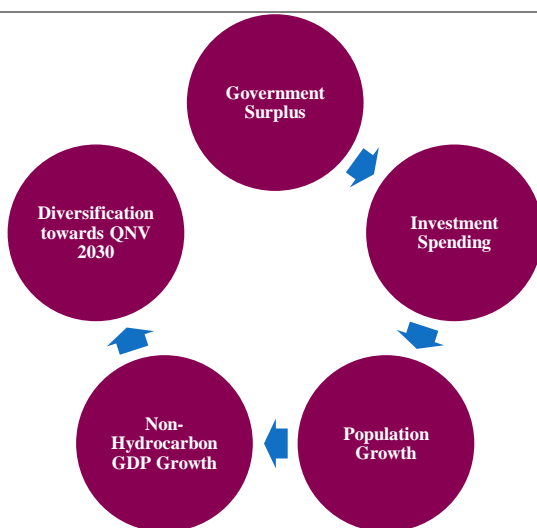 Government
Surplus
Investment
Spending
Population
Growth
Non-
Hydrocarbon
GDP Growth
Diversification
towards QNV
2030